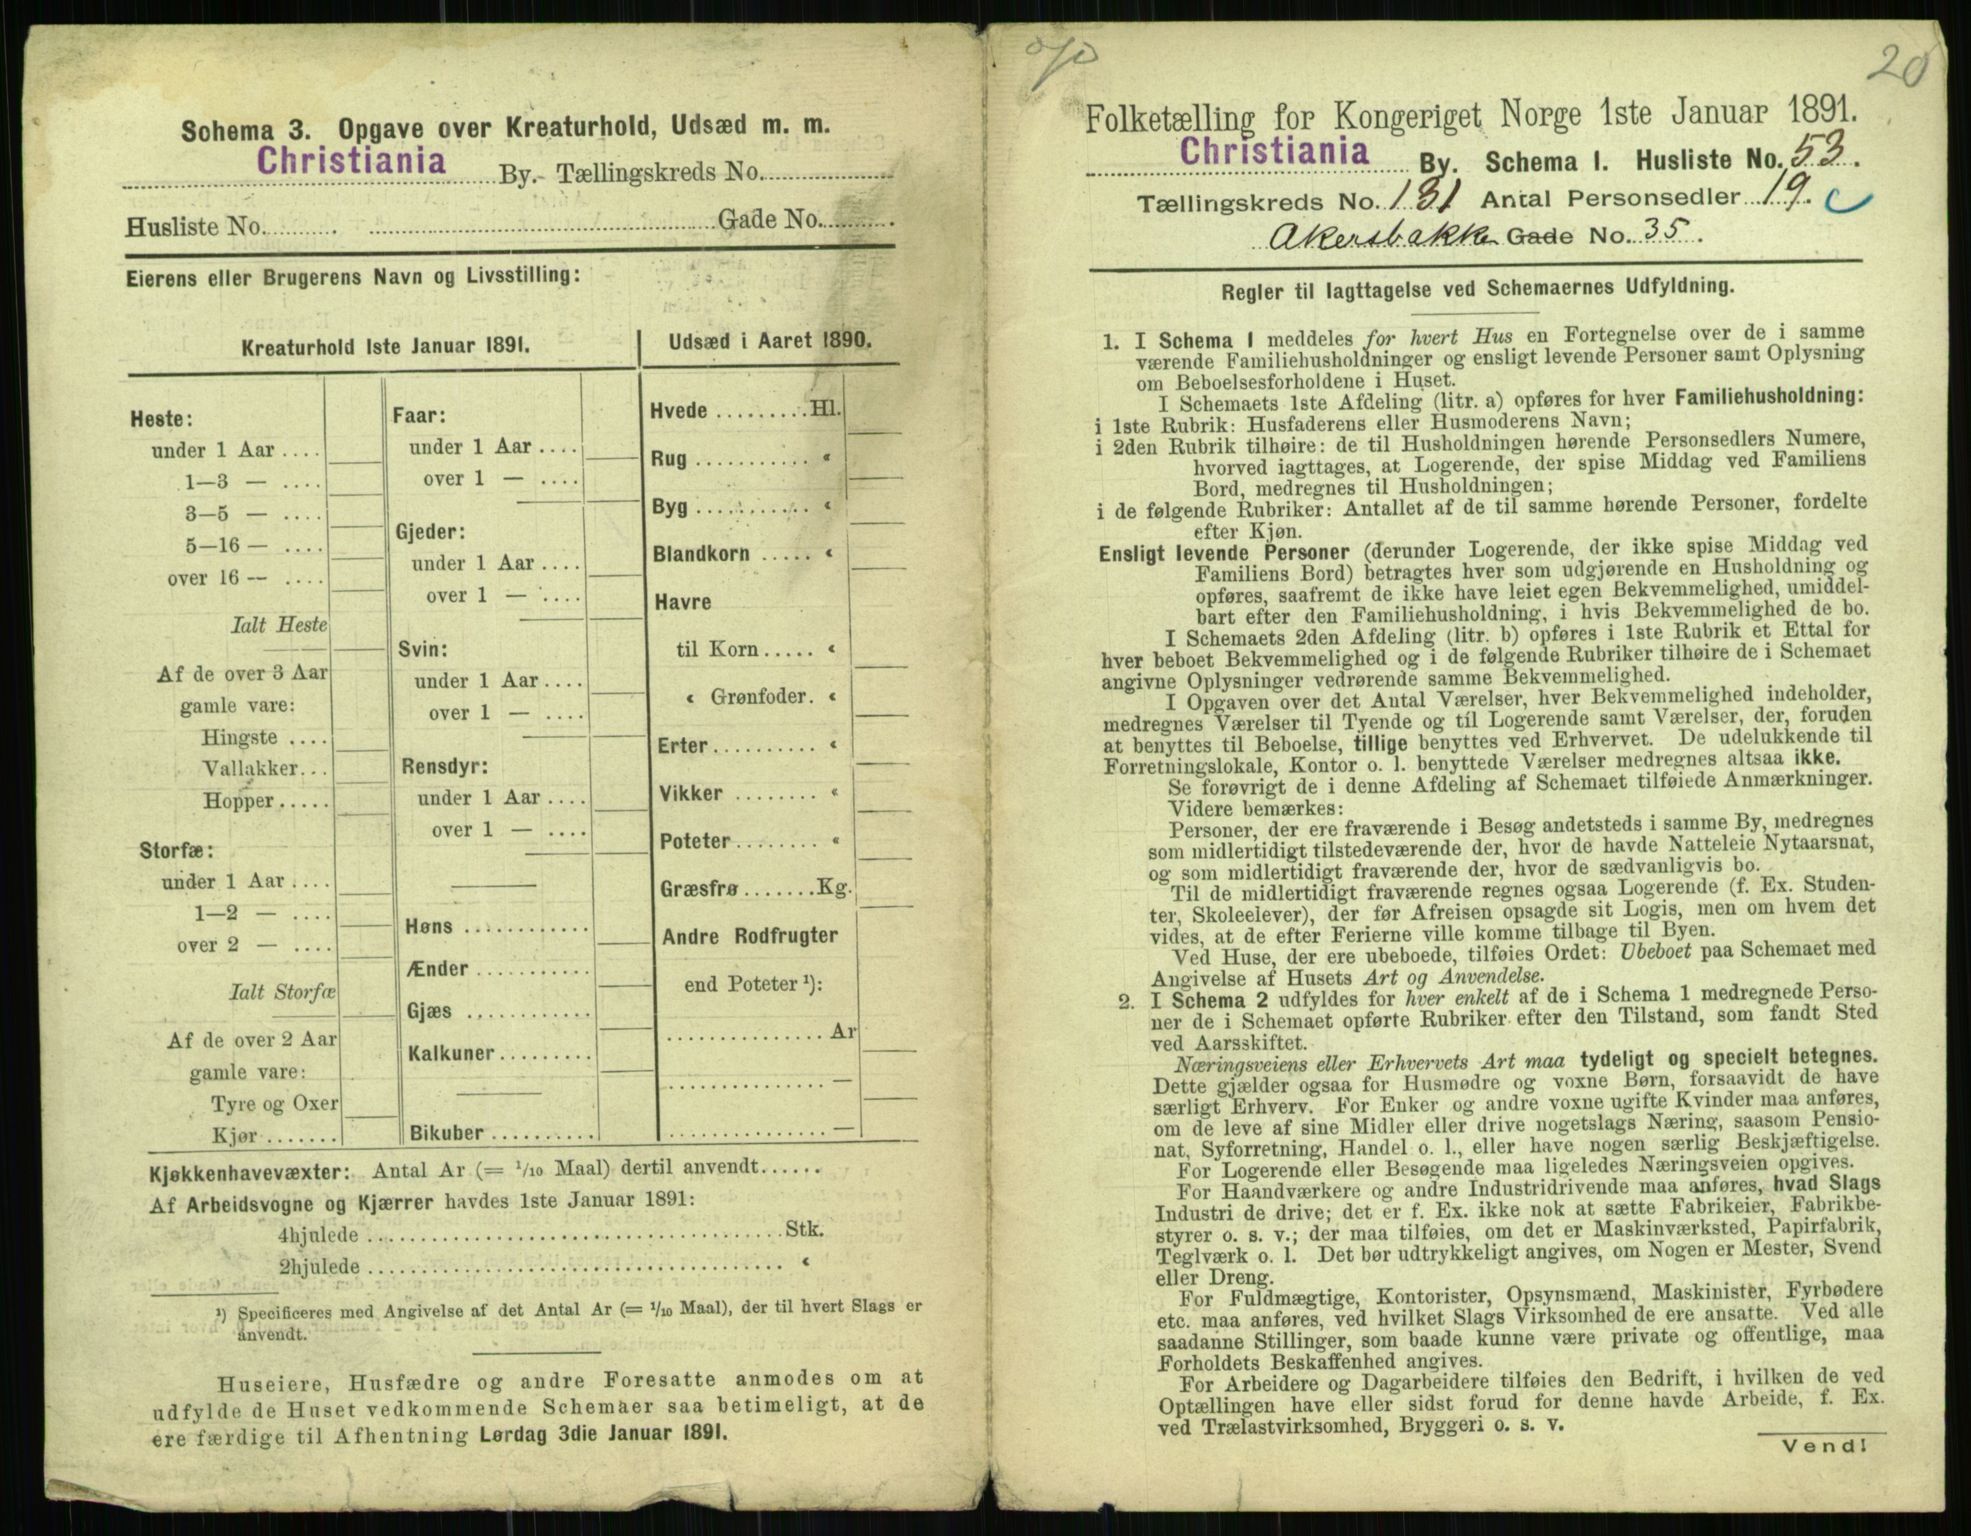 Schema 3. Opgave over Kreaturhold, Udsæd m. m.
Christiania By. Tællingskreds No.
Husliste No. Gade No.
Eierens eller Brugerens Navn og Livsstilling:
Kreaturhold 1ste Januar 1891.
Heste:
under 1 Aar
1—3 —
3—5 —
5—16 —
over 16 —
Ialt Heste
Af de over 3 Aar
gamle vare:
Hingste
Vallakker
Hopper
Storfæ:
under 1 Aar
1—2 —
over 2 —
Ialt Storfæ
Af de over 2 Aar
gamle vare:
Tyre og Oxer
Kjør
Faar:
under 1 Aar
over 1 —
Gjeder:
under 1 Aar
over 1 —
Svin:
under 1 Aar
over 1 —
Rensdyr:
under 1 Aar
over 1 —
Høns
Ænder
Gjæs
Kalkuner
Bikuber
Udsæd i Aaret 1890.
Hvede Hl.
Rug "
Byg "
Blandkorn "
Havre
til Korn "
" Grønfoder "
Erter "
Vikker "
Poteter "
Græsfrø Kg.
Andre Rodfrugter
end Poteter ¹):
Ar
—
—
Kjøkkenhavevæxter: Antal Ar (= 1/10 Maal) dertil anvendt
Af Arbeidsvogne og Kjærrer havdes 1ste Januar 1891:
4hjulede Stk.
2hjulede "
¹) Specificeres med Angivelse af det Antal Ar (= 1/10 Maal), der til hvert Slags er
anvendt.
Huseiere, Husfædre og andre Foresatte anmodes om at
udfylde de Huset vedkommende Schemaer saa betimeligt, at de
ere færdige til Afhentning Lørdag 3die Januar 1891.
20
Folketælling for Kongeriget Norge 1ste Januar 1891.
Christiania By. Schema 1. Husliste No. 53.
Tællingskreds No. 131 Antal Personsedler 19.
Akersbakke Gade No. 35.
Regler til Iagttagelse ved Schemaernes Udfyldning.
1. I Schema 1 meddeles for hvert Hus en Fortegnelse over de i samme
værende Familiehusholdninger og ensligt levende Personer samt Oplysning
om Beboelsesforholdene i Huset.
I Schemaets 1ste Afdeling (litr. a) opføres for hver Familiehusholdning:
i 1ste Rubrik: Husfaderens eller Husmoderens Navn;
i 2den Rubrik tilhøire: de til Husholdningen hørende Personsedlers Numere,
hvorved iagttages, at Logerende, der spise Middag ved Familiens
Bord, medregnes til Husholdningen;
i de følgende Rubriker: Antallet af de til samme hørende Personer, fordelte
efter Kjøn.
Ensligt levende Personer (derunder Logerende, der ikke spise Middag ved
Familiens Bord) betragtes hver som udgjørende en Husholdning og
opføres, saafremt de ikke have leiet egen Bekvemmelighed, umiddel-
bart efter den Familiehusholdning, i hvis Bekvemmelighed de bo.
I Schemaets 2den Afdeling (litr. b) opføres i 1ste Rubrik et Ettal for
hver beboet Bekvemmelighed og i de følgende Rubriker tilhøire de i Schemaet
angivne Oplysninger vedrørende samme Bekvemmelighed.
I Opgaven over det Antal Værelser, hver Bekvemmelighed indeholder,
medregnes Værelser til Tyende og til Logerende samt Værelser, der, foruden
at benyttes til Beboelse, tillige benyttes ved Erhvervet. De udelukkende til
Forretningslokale, Kontor o. l. benyttede Værelser medregnes altsaa ikke.
Se forøvrigt de i denne Afdeling af Schemaet tilføiede Anmærkninger.
Videre bemærkes:
Personer, der ere fraværende i Besøg andetsteds i samme By, medregnes
som midlertidigt tilstedeværende der, hvor de havde Natteleie Nytaarsnat,
og som midlertidigt fraværende der, hvor de sædvanligvis bo.
Til de midlertidigt fraværende regnes ogsaa Logerende (f. Ex. Studen-
ter, Skoleelever), der før Afreisen opsagde sit Logis, men om hvem det
vides, at de efter Ferierne ville komme tilbage til Byen.
Ved Huse, der ere ubeboede, tilføies Ordet: Ubeboet paa Schemaet med
Angivelse af Husets Art og Anvendelse.
2. I Schema 2 udfyldes for hver enkelt af de i Schema 1 medregnede Perso-
ner de i Schemaet opførte Rubriker efter den Tilstand, som fandt Sted
ved Aarsskiftet.
Næringsveiens eller Erhvervets Art maa tydeligt og specielt betegnes.
Dette gjælder ogsaa for Husmødre og voxne Børn, forsaavidt de have
særligt Erhverv. For Enker og andre voxne ugifte Kvinder maa anføres,
om de leve af sine Midler eller drive nogetslags Næring, saasom Pensio-
nat, Syforretning, Handel o. l., eller have nogen særlig Beskjæftigelse.
For Logerende eller Besøgende maa ligeledes Næringsveien opgives.
For Haandværkere og andre Industridrivende maa anføres, hvad Slags
Industri de drive; det er f. Ex. ikke nok at sætte Fabrikeier, Fabrikbe-
styrer o. s. v.; der maa tilføies, om det er Maskinværksted, Papirfabrik,
Teglværk o. l. Det bør udtrykkeligt angives, om Nogen er Mester, Svend
eller Dreng.
For Fuldmægtige, Kontorister, Opsynsmænd, Maskinister, Fyrbødere
etc. maa anføres, ved hvilket Slags Virksomhed de ere ansatte. Ved alle
saadanne Stillinger, som baade kunne være private og offentlige, maa
Forholdets Beskaffenhed angives.
For Arbeidere og Dagarbeidere tilføies den Bedrift, i hvilken de ved
Optællingen have eller sidst forud for denne havde Arbeide, f. Ex.
ved Trælastvirksomhed, Bryggeri o. s. v.
Vend!